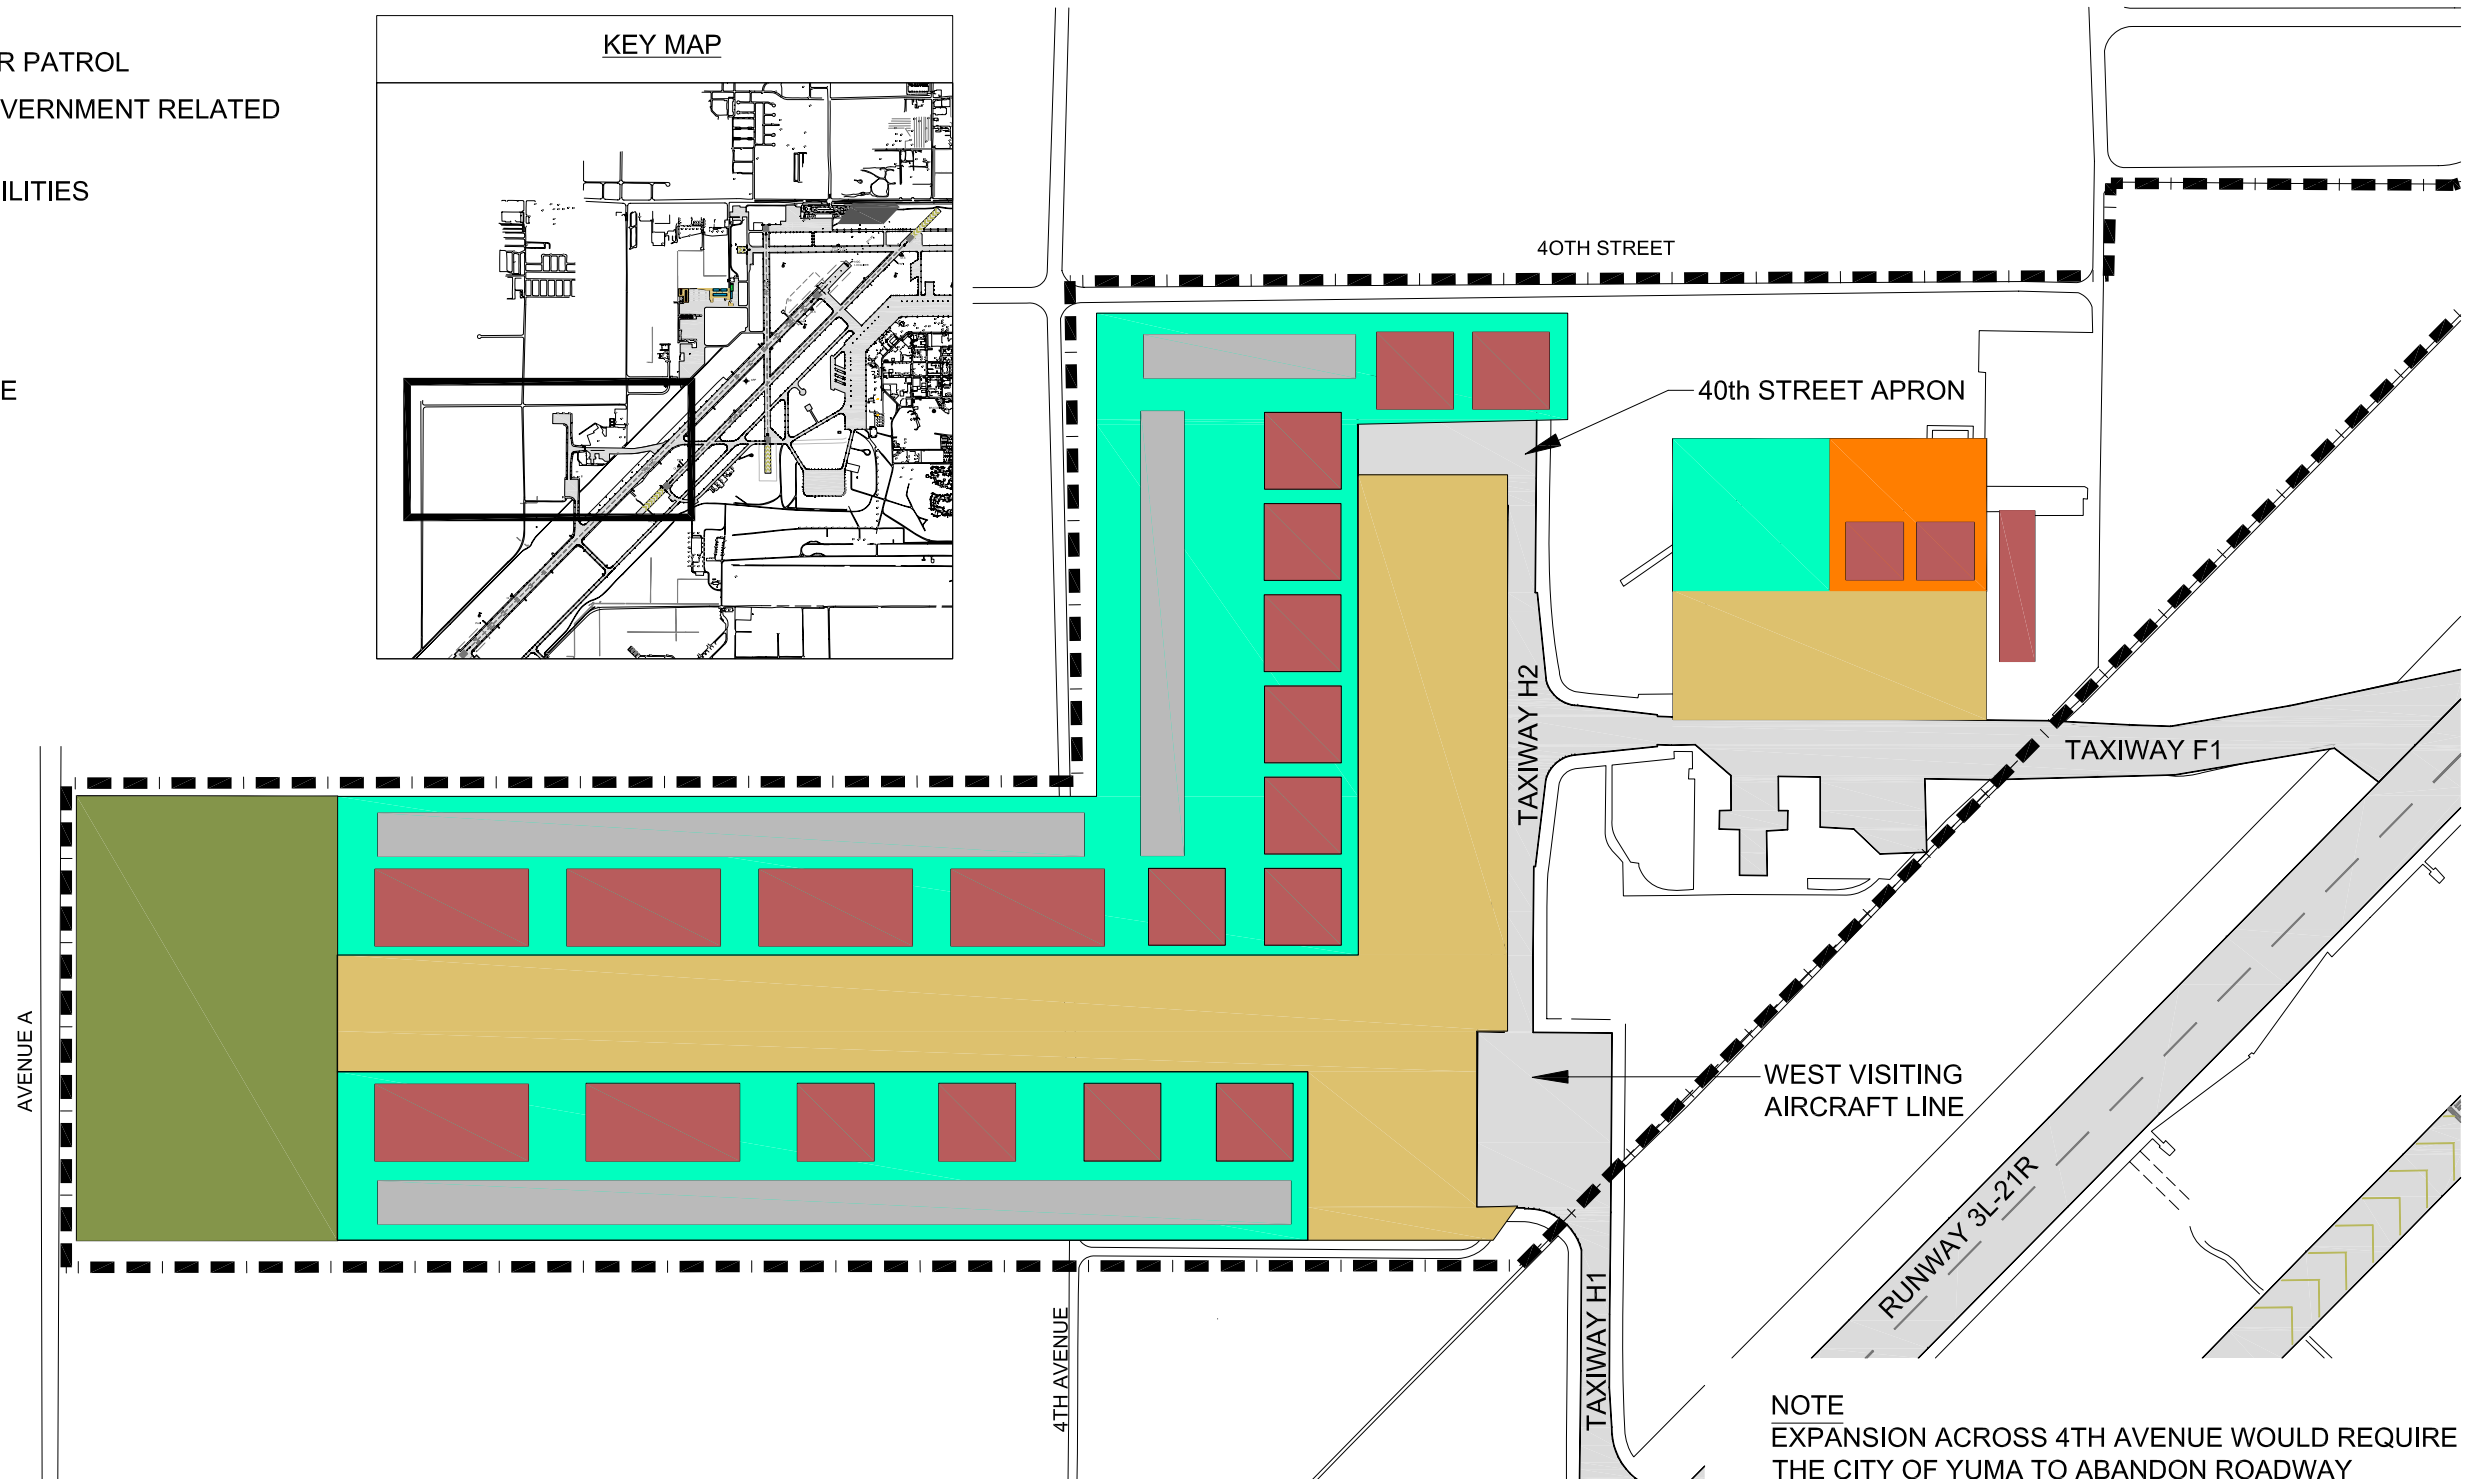 KEY MAP
R PATROL
VERNMENT RELATED
ILITIES
E
4OTH STREET
40th STREET APRON
TAXIWAY H2
TAXIWAY F1
WEST VISITING
AIRCRAFT LINE
AVENUE A
4TH AVENUE
TAXIWAY H1
RUNWAY 3L-21R
NOTE
EXPANSION ACROSS 4TH AVENUE WOULD REQUIRE
THE CITY OF YUMA TO ABANDON ROADWAY